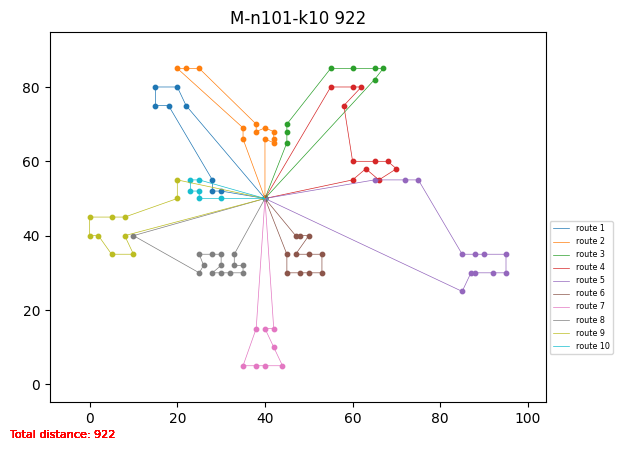 M-n101-k10 922
80
60
40
20
0
0 20 40 60 80 100
route 1
route 2
route 3
route 4
route 5
route 6
route 7
route 8
route 9
route 10
Total distance: 922